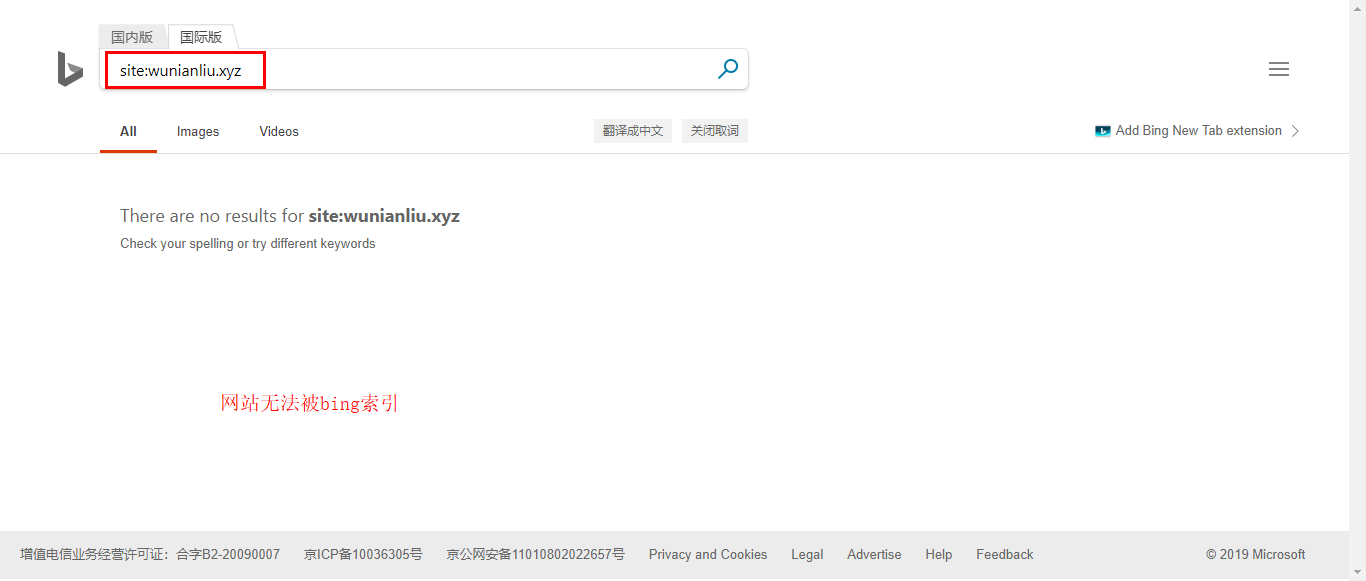 国内版 国际版
site:wunianliu.xyz
All Images Videos 翻译成中文 关闭取词 Add Bing New Tab extension
There are no results for site:wunianliu.xyz
Check your spelling or try different keywords
网站无法被bing索引
增值电信业务经营许可证：合字B2-20090007 京ICP备10036305号 京公网安备11010802022657号 Privacy and Cookies Legal Advertise Help Feedback © 2019 Microsoft